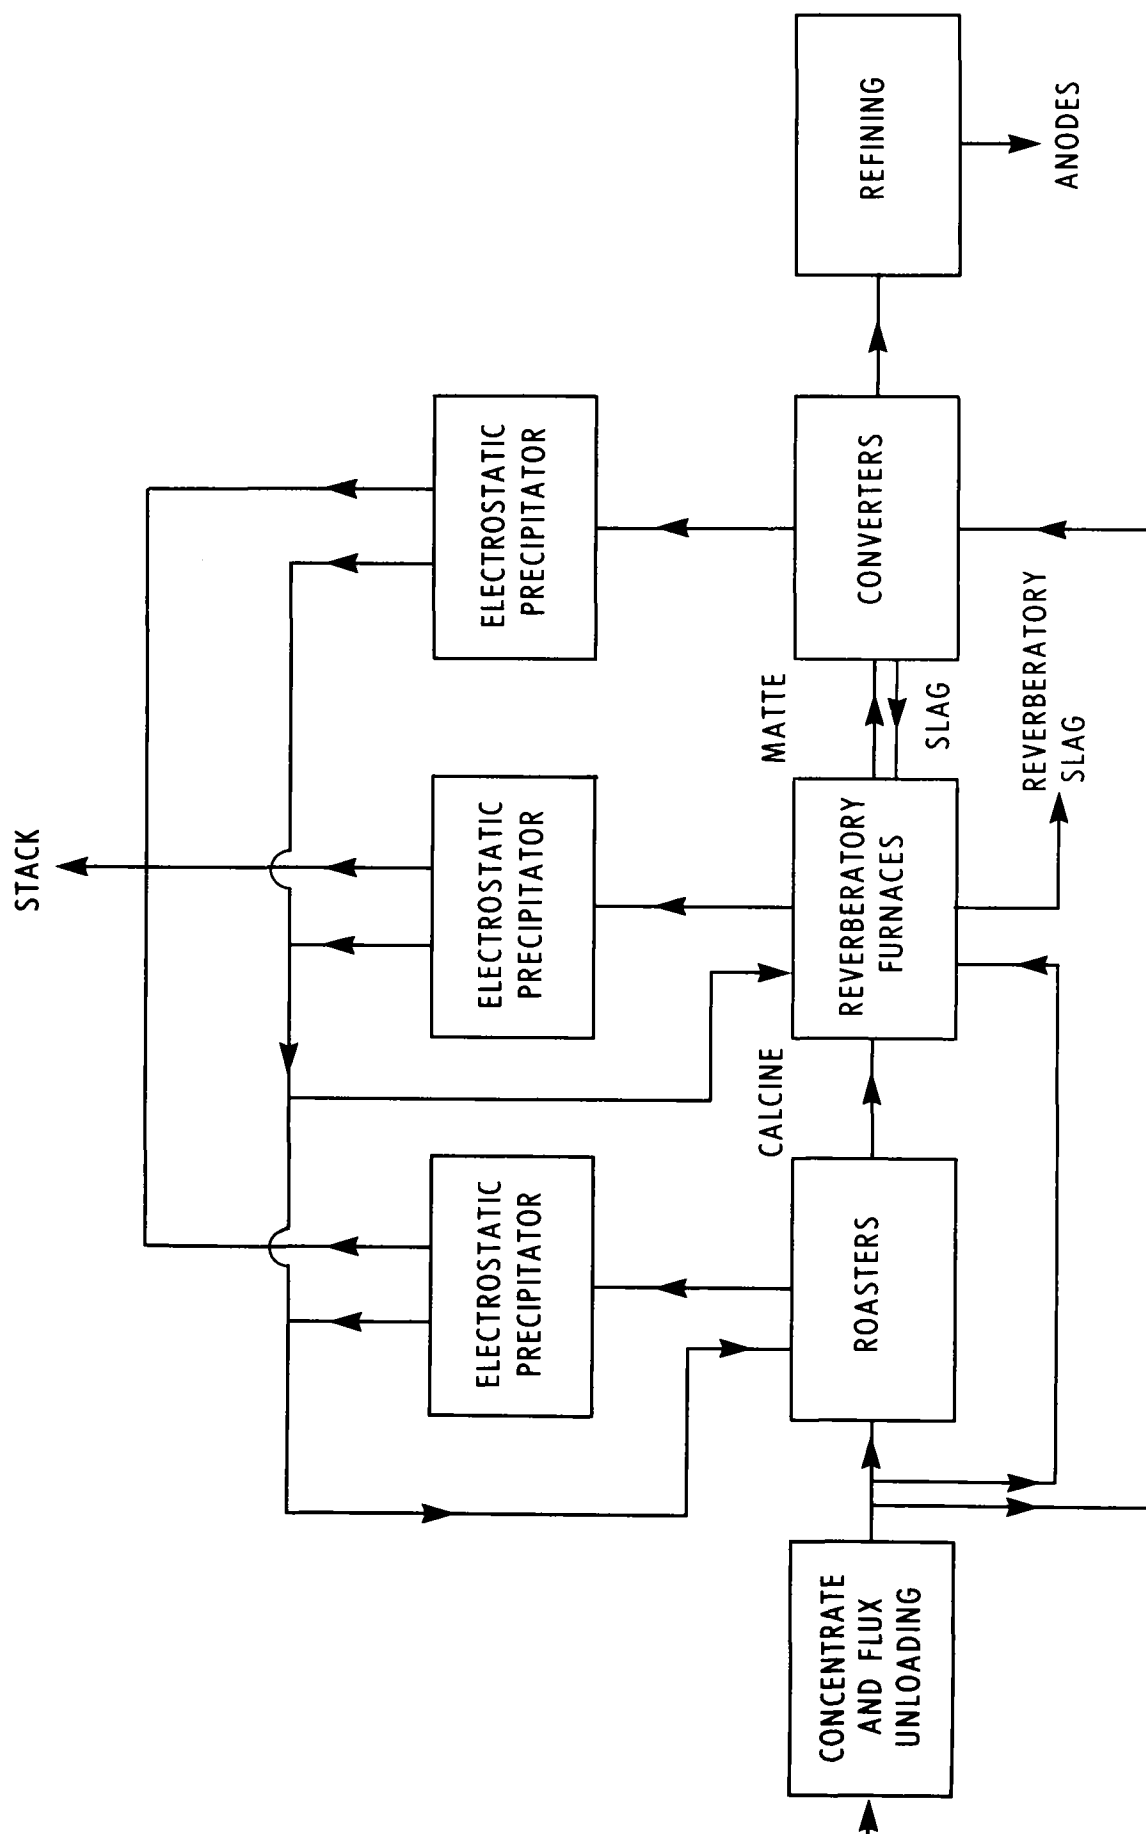 STACK
ELECTROSTATIC
PRECIPITATOR
ELECTROSTATIC
PRECIPITATOR
ELECTROSTATIC
PRECIPITATOR
CONCENTRATE
AND FLUX
UNLOADING
ROASTERS
CALCINE
REVERBERATORY
FURNACES
MATTE
SLAG
CONVERTERS
REFINING
REVERBERATORY
SLAG
ANODES